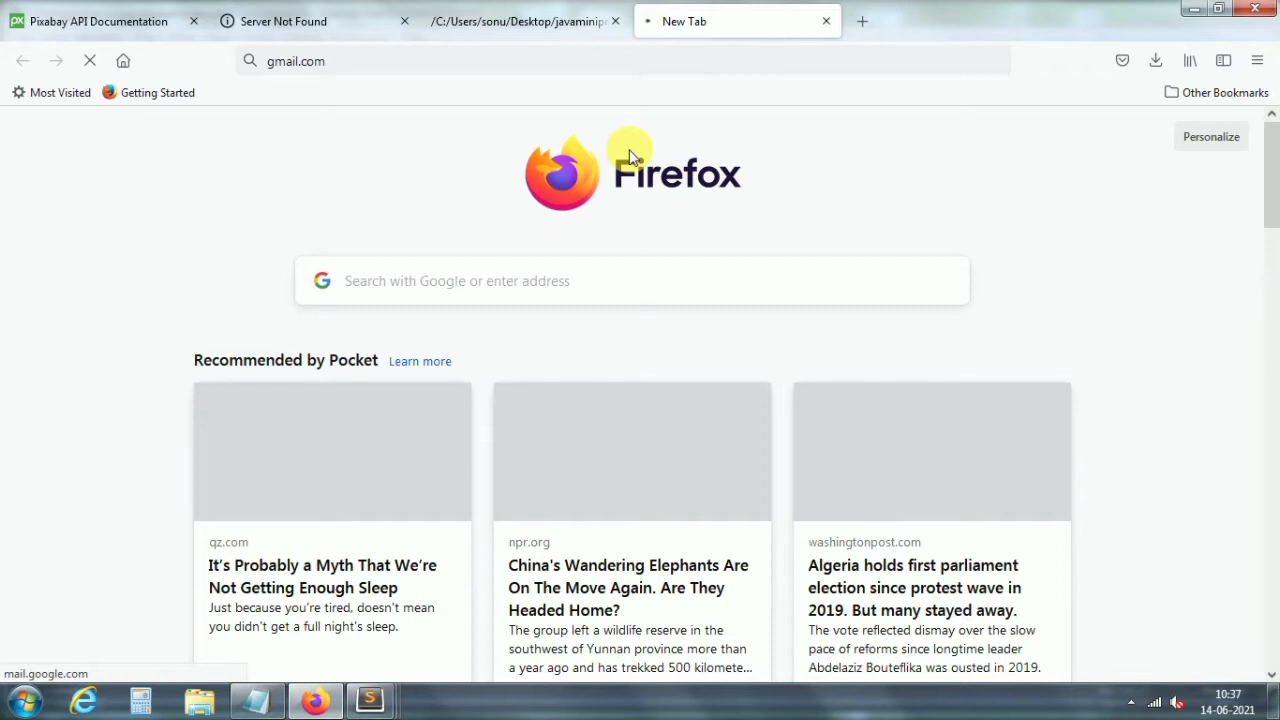 Pixabay API Documentation
Server Not Found
/C:/Users/sonu/Desktop/javaminipr
New Tab
gmail.com
Most Visited
Getting Started
Other Bookmarks
Personalize
Firefox
Search with Google or enter address
Recommended by Pocket Learn more
qz.com
It's Probably a Myth That We're
Not Getting Enough Sleep
Just because you're tired, doesn't mean
you didn't get a full night's sleep.
npr.org
China's Wandering Elephants Are
On The Move Again. Are They
Headed Home?
The group left a wildlife reserve in the
southwest of Yunnan province more than
a year ago and has trekked 500 kilomete...
washingtonpost.com
Algeria holds first parliament
election since protest wave in
2019. But many stayed away.
The vote reflected dismay over the slow
pace of reforms since longtime leader
Abdelaziz Bouteflika was ousted in 2019.
mail.google.com
10:37
14-06-2021